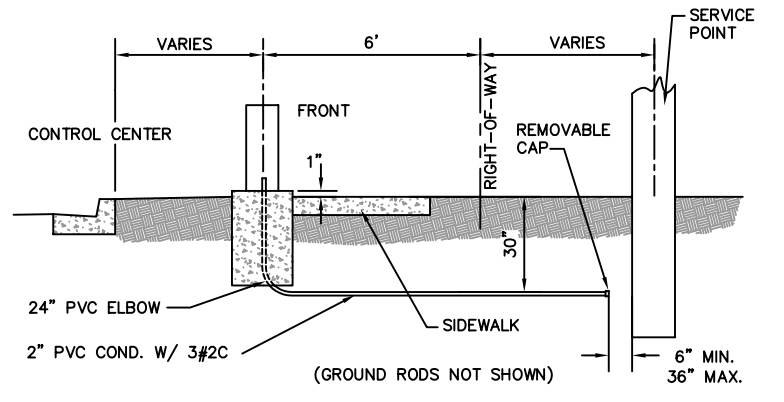 SERVICE
POINT
VARIES
6'
VARIES
RIGHT-OF-WAY
FRONT
CONTROL CENTER
REMOVABLE
CAP
1"
30"
24" PVC ELBOW
SIDEWALK
2" PVC COND. W/ 3#2C
(GROUND RODS NOT SHOWN)
6" MIN.
36" MAX.